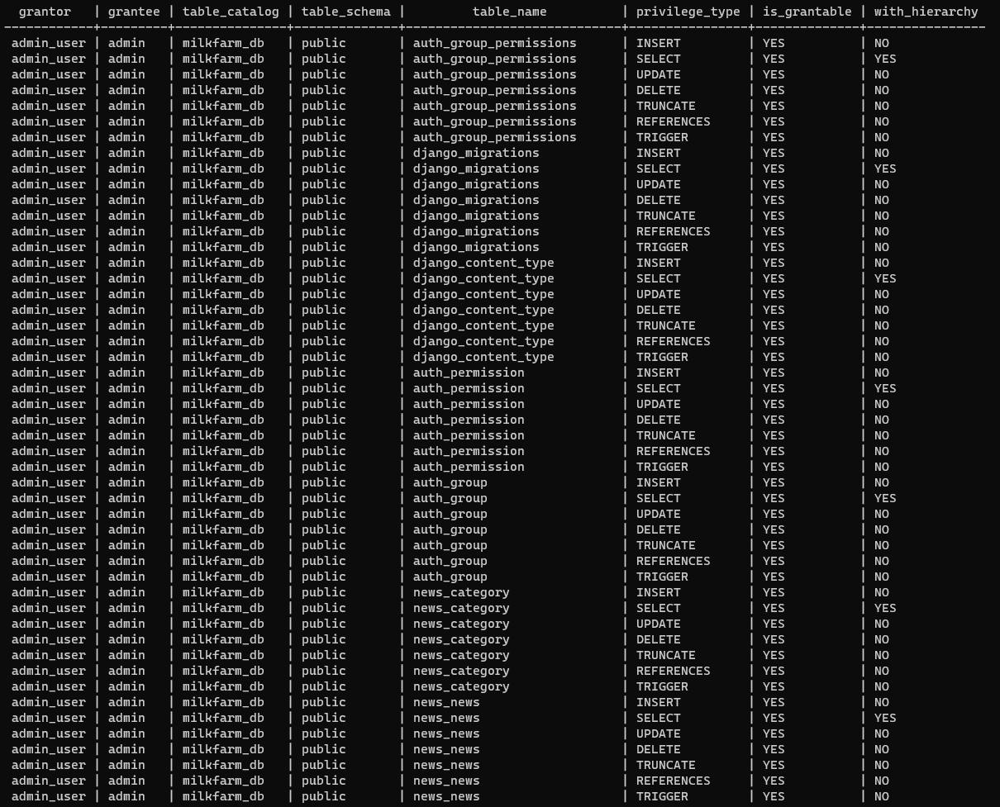 grantor | grantee | table_catalog | table_schema | table_name | privilege_type | is_grantable | with_hierarchy
------------+---------+---------------+--------------+-----------------------------+----------------+--------------+----------------
admin_user | admin | milkfarm_db | public | auth_group_permissions | INSERT | YES | NO
admin_user | admin | milkfarm_db | public | auth_group_permissions | SELECT | YES | YES
admin_user | admin | milkfarm_db | public | auth_group_permissions | UPDATE | YES | NO
admin_user | admin | milkfarm_db | public | auth_group_permissions | DELETE | YES | NO
admin_user | admin | milkfarm_db | public | auth_group_permissions | TRUNCATE | YES | NO
admin_user | admin | milkfarm_db | public | auth_group_permissions | REFERENCES | YES | NO
admin_user | admin | milkfarm_db | public | auth_group_permissions | TRIGGER | YES | NO
admin_user | admin | milkfarm_db | public | django_migrations | INSERT | YES | NO
admin_user | admin | milkfarm_db | public | django_migrations | SELECT | YES | YES
admin_user | admin | milkfarm_db | public | django_migrations | UPDATE | YES | NO
admin_user | admin | milkfarm_db | public | django_migrations | DELETE | YES | NO
admin_user | admin | milkfarm_db | public | django_migrations | TRUNCATE | YES | NO
admin_user | admin | milkfarm_db | public | django_migrations | REFERENCES | YES | NO
admin_user | admin | milkfarm_db | public | django_migrations | TRIGGER | YES | NO
admin_user | admin | milkfarm_db | public | django_content_type | INSERT | YES | NO
admin_user | admin | milkfarm_db | public | django_content_type | SELECT | YES | YES
admin_user | admin | milkfarm_db | public | django_content_type | UPDATE | YES | NO
admin_user | admin | milkfarm_db | public | django_content_type | DELETE | YES | NO
admin_user | admin | milkfarm_db | public | django_content_type | TRUNCATE | YES | NO
admin_user | admin | milkfarm_db | public | django_content_type | REFERENCES | YES | NO
admin_user | admin | milkfarm_db | public | django_content_type | TRIGGER | YES | NO
admin_user | admin | milkfarm_db | public | auth_permission | INSERT | YES | NO
admin_user | admin | milkfarm_db | public | auth_permission | SELECT | YES | YES
admin_user | admin | milkfarm_db | public | auth_permission | UPDATE | YES | NO
admin_user | admin | milkfarm_db | public | auth_permission | DELETE | YES | NO
admin_user | admin | milkfarm_db | public | auth_permission | TRUNCATE | YES | NO
admin_user | admin | milkfarm_db | public | auth_permission | REFERENCES | YES | NO
admin_user | admin | milkfarm_db | public | auth_permission | TRIGGER | YES | NO
admin_user | admin | milkfarm_db | public | auth_group | INSERT | YES | NO
admin_user | admin | milkfarm_db | public | auth_group | SELECT | YES | YES
admin_user | admin | milkfarm_db | public | auth_group | UPDATE | YES | NO
admin_user | admin | milkfarm_db | public | auth_group | DELETE | YES | NO
admin_user | admin | milkfarm_db | public | auth_group | TRUNCATE | YES | NO
admin_user | admin | milkfarm_db | public | auth_group | REFERENCES | YES | NO
admin_user | admin | milkfarm_db | public | auth_group | TRIGGER | YES | NO
admin_user | admin | milkfarm_db | public | news_category | INSERT | YES | NO
admin_user | admin | milkfarm_db | public | news_category | SELECT | YES | YES
admin_user | admin | milkfarm_db | public | news_category | UPDATE | YES | NO
admin_user | admin | milkfarm_db | public | news_category | DELETE | YES | NO
admin_user | admin | milkfarm_db | public | news_category | TRUNCATE | YES | NO
admin_user | admin | milkfarm_db | public | news_category | REFERENCES | YES | NO
admin_user | admin | milkfarm_db | public | news_category | TRIGGER | YES | NO
admin_user | admin | milkfarm_db | public | news_news | INSERT | YES | NO
admin_user | admin | milkfarm_db | public | news_news | SELECT | YES | YES
admin_user | admin | milkfarm_db | public | news_news | UPDATE | YES | NO
admin_user | admin | milkfarm_db | public | news_news | DELETE | YES | NO
admin_user | admin | milkfarm_db | public | news_news | TRUNCATE | YES | NO
admin_user | admin | milkfarm_db | public | news_news | REFERENCES | YES | NO
admin_user | admin | milkfarm_db | public | news_news | TRIGGER | YES | NO